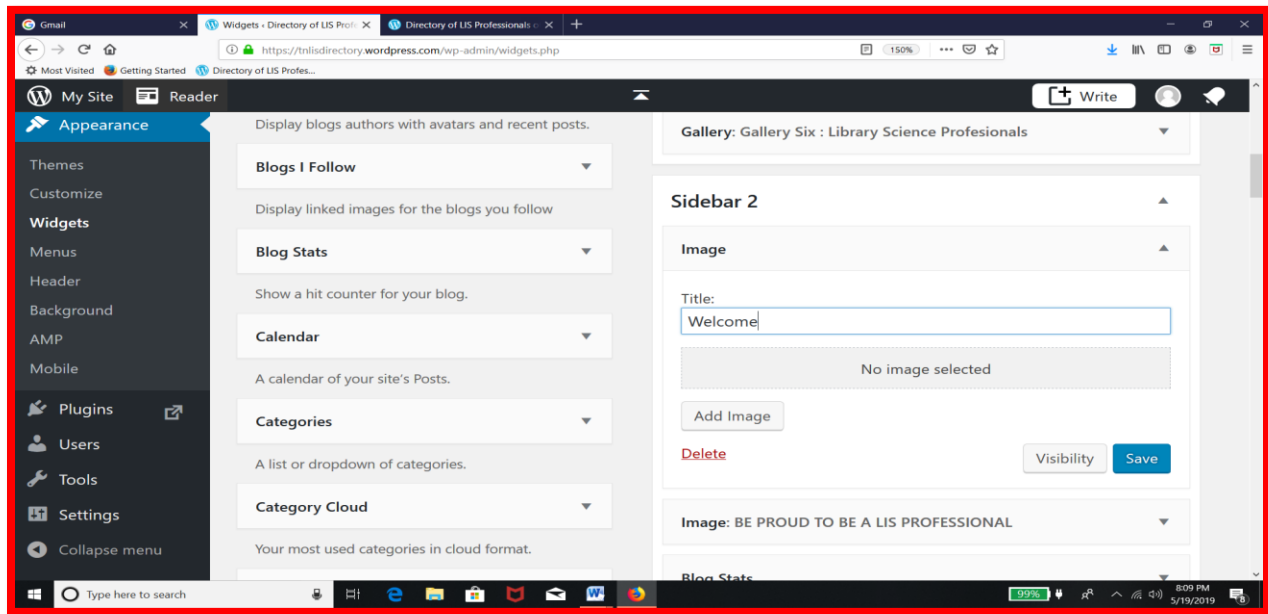 Gmail
Widgets ‹ Directory of LIS Prof
Directory of LIS Professionals o
https://tnlisdirectory.wordpress.com/wp-admin/widgets.php
150%
Most Visited
Getting Started
Directory of LIS Profes...
My Site
Reader
Write
Appearance
Themes
Customize
Widgets
Menus
Header
Background
AMP
Mobile
Plugins
Users
Tools
Settings
Collapse menu
Display blogs authors with avatars and recent posts.
Blogs I Follow
Display linked images for the blogs you follow
Blog Stats
Show a hit counter for your blog.
Calendar
A calendar of your site's Posts.
Categories
A list or dropdown of categories.
Category Cloud
Your most used categories in cloud format.
Gallery: Gallery Six : Library Science Profesionals
Sidebar 2
Image
Title:
Welcome
No image selected
Add Image
Delete
Visibility
Save
Image: BE PROUD TO BE A LIS PROFESSIONAL
Blog Stats
Type here to search
99%
8:09 PM
5/19/2019
8